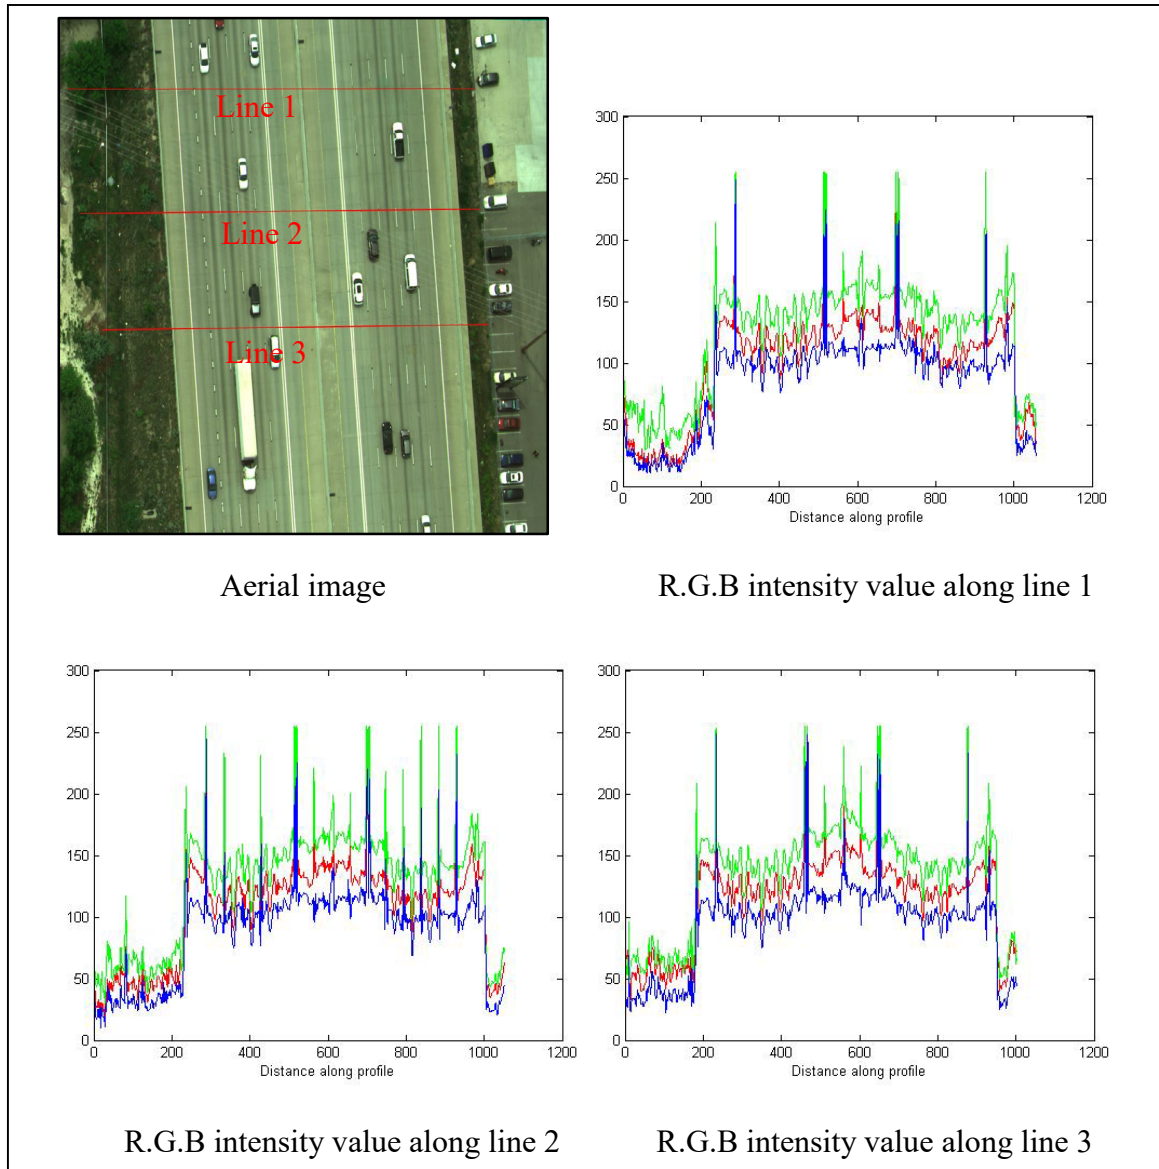 Line 1
Line 2
Line 3
Aerial image
300
250
200
150
100
50
0
0 200 400 600 800 1000 1200
Distance along profile
R.G.B intensity value along line 1
300
250
200
150
100
50
0
0 200 400 600 800 1000 1200
Distance along profile
R.G.B intensity value along line 2
300
250
200
150
100
50
0
0 200 400 600 800 1000 1200
Distance along profile
R.G.B intensity value along line 3